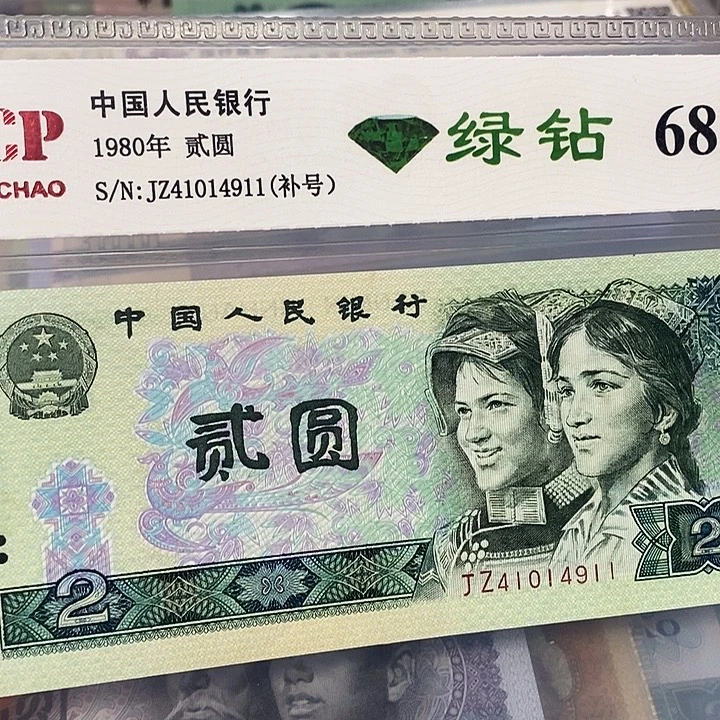 CP
CHAO
中国人民银行
1980年 贰圆
S/N:JZ41014911(补号)
绿钻
68
中国人民银行
贰圆
JZ41014911
2
2